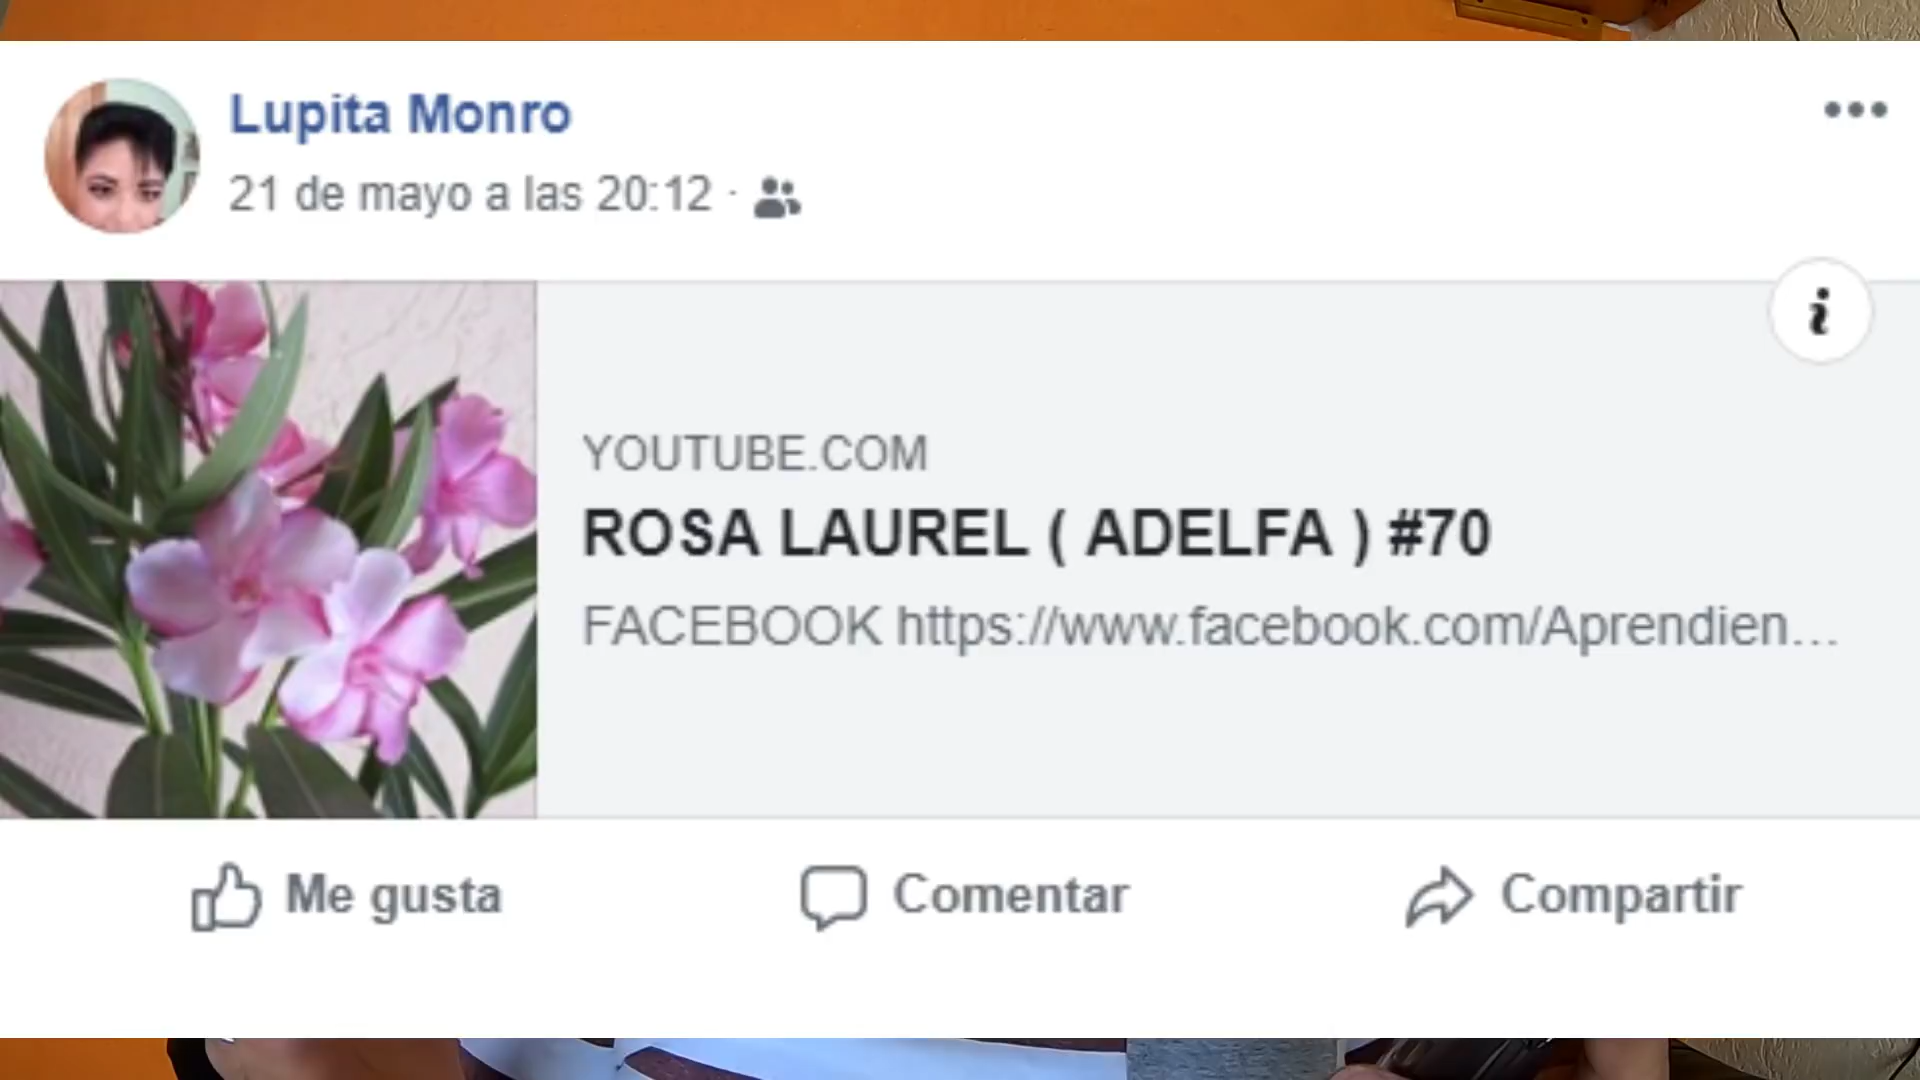 Lupita Monro
21 de mayo a las 20:12 ·
YOUTUBE.COM
ROSA LAUREL ( ADELFA ) #70
FACEBOOK https://www.facebook.com/Aprendien...
Me gusta
Comentar
Compartir